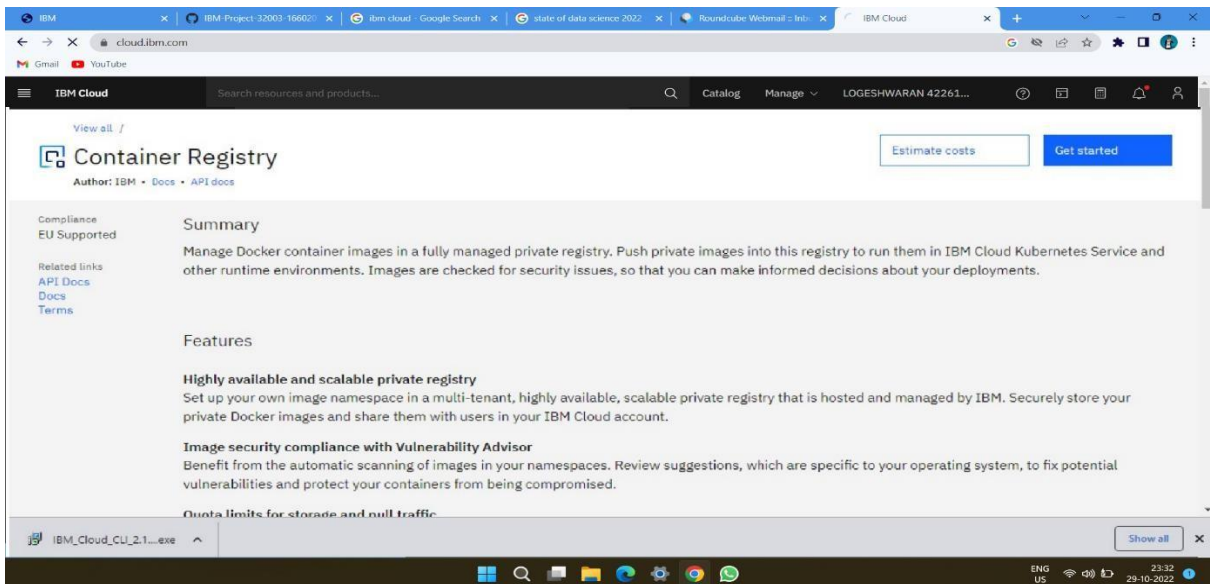 IBM
IBM-Project-32003-166020
ibm cloud - Google Search
state of data science 2022
Roundcube Webmail :: Inb
IBM Cloud
cloud.ibm.com
Gmail
YouTube
IBM Cloud
Search resources and products...
Catalog
Manage
LOGESHWARAN 42261...
View all /
Container Registry
Author: IBM • Docs • API docs
Estimate costs
Get started
Compliance
EU Supported
Related links
API Docs
Docs
Terms
Summary
Manage Docker container images in a fully managed private registry. Push private images into this registry to run them in IBM Cloud Kubernetes Service and
other runtime environments. Images are checked for security issues, so that you can make informed decisions about your deployments.
Features
Highly available and scalable private registry
Set up your own image namespace in a multi-tenant, highly available, scalable private registry that is hosted and managed by IBM. Securely store your
private Docker images and share them with users in your IBM Cloud account.
Image security compliance with Vulnerability Advisor
Benefit from the automatic scanning of images in your namespaces. Review suggestions, which are specific to your operating system, to fix potential
vulnerabilities and protect your containers from being compromised.
Quota limits for storage and pull traffic
IBM_Cloud_CLI_2.1....exe
Show all
ENG
US
23:32
29-10-2022
1